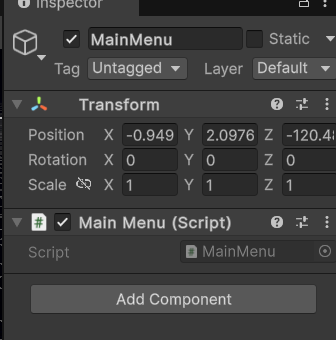 Inspector
MainMenu Static
Tag Untagged Layer Default
Transform
Position X -0.949 Y 2.0976 Z -120.4
Rotation X 0 Y 0 Z 0
Scale X 1 Y 1 Z 1
# Main Menu (Script)
Script # MainMenu
Add Component